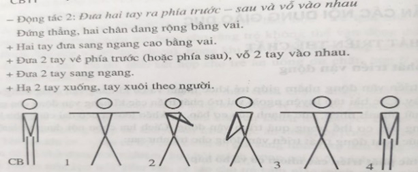 – Động tác 2: Đưa hai tay ra phía trước – sau và vỗ vào nhau
Đứng thẳng, hai chân dang rộng bằng vai.
+ Hai tay đưa sang ngang cao bằng vai.
+ Đưa 2 tay về phía trước (hoặc phía sau), vỗ 2 tay vào nhau.
+ Đưa 2 tay sang ngang.
+ Hạ 2 tay xuống, tay xuôi theo người.
CB 1 2 3 4